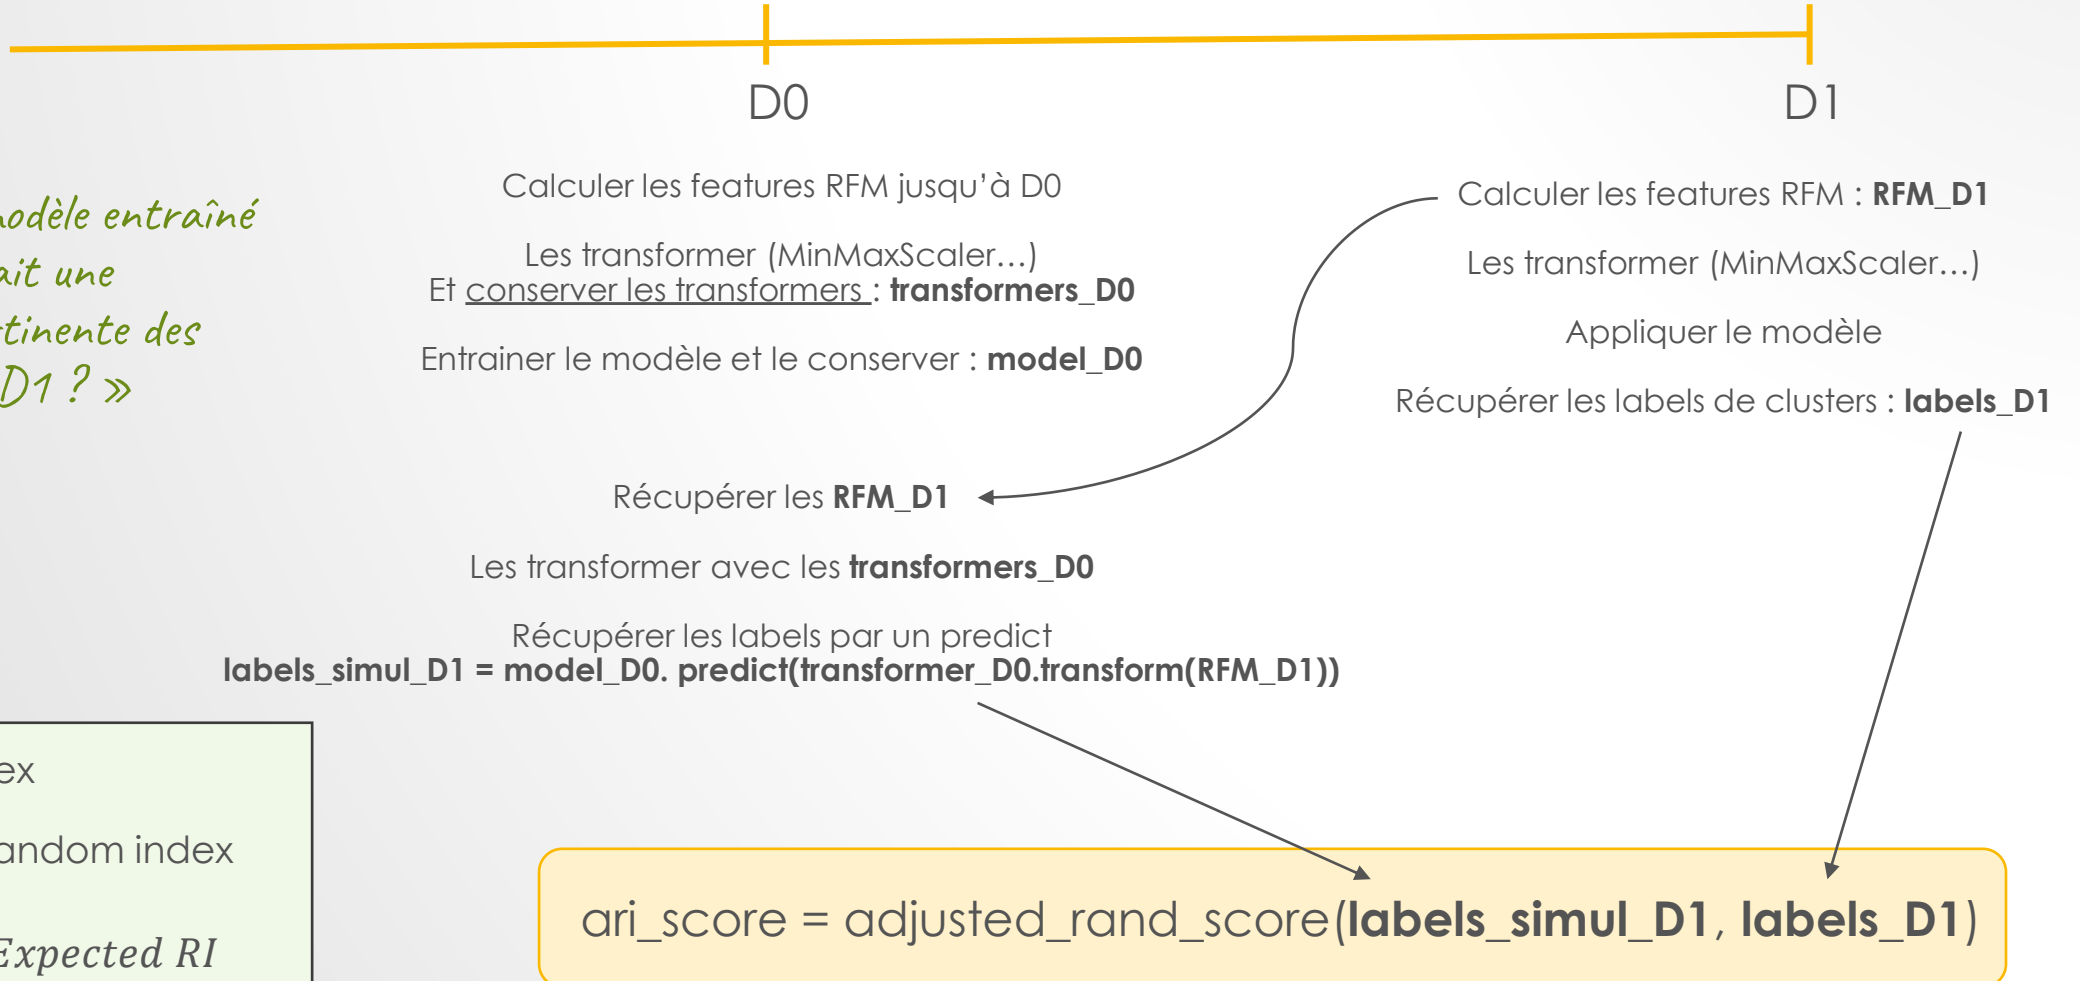 D0
D1
modèle entraîné
ait une
tinente des
D1 ? »
Calculer les features RFM jusqu’à D0
Les transformer (MinMaxScaler…)
Et conserver les transformers : transformers_D0
Entrainer le modèle et le conserver : model_D0
Calculer les features RFM : RFM_D1
Les transformer (MinMaxScaler…)
Appliquer le modèle
Récupérer les labels de clusters : labels_D1
Récupérer les RFM_D1
Les transformer avec les transformers_D0
Récupérer les labels par un predict
labels_simul_D1 = model_D0. predict(transformer_D0.transform(RFM_D1))
ex
andom index
Expected RI
ari_score = adjusted_rand_score(labels_simul_D1, labels_D1)